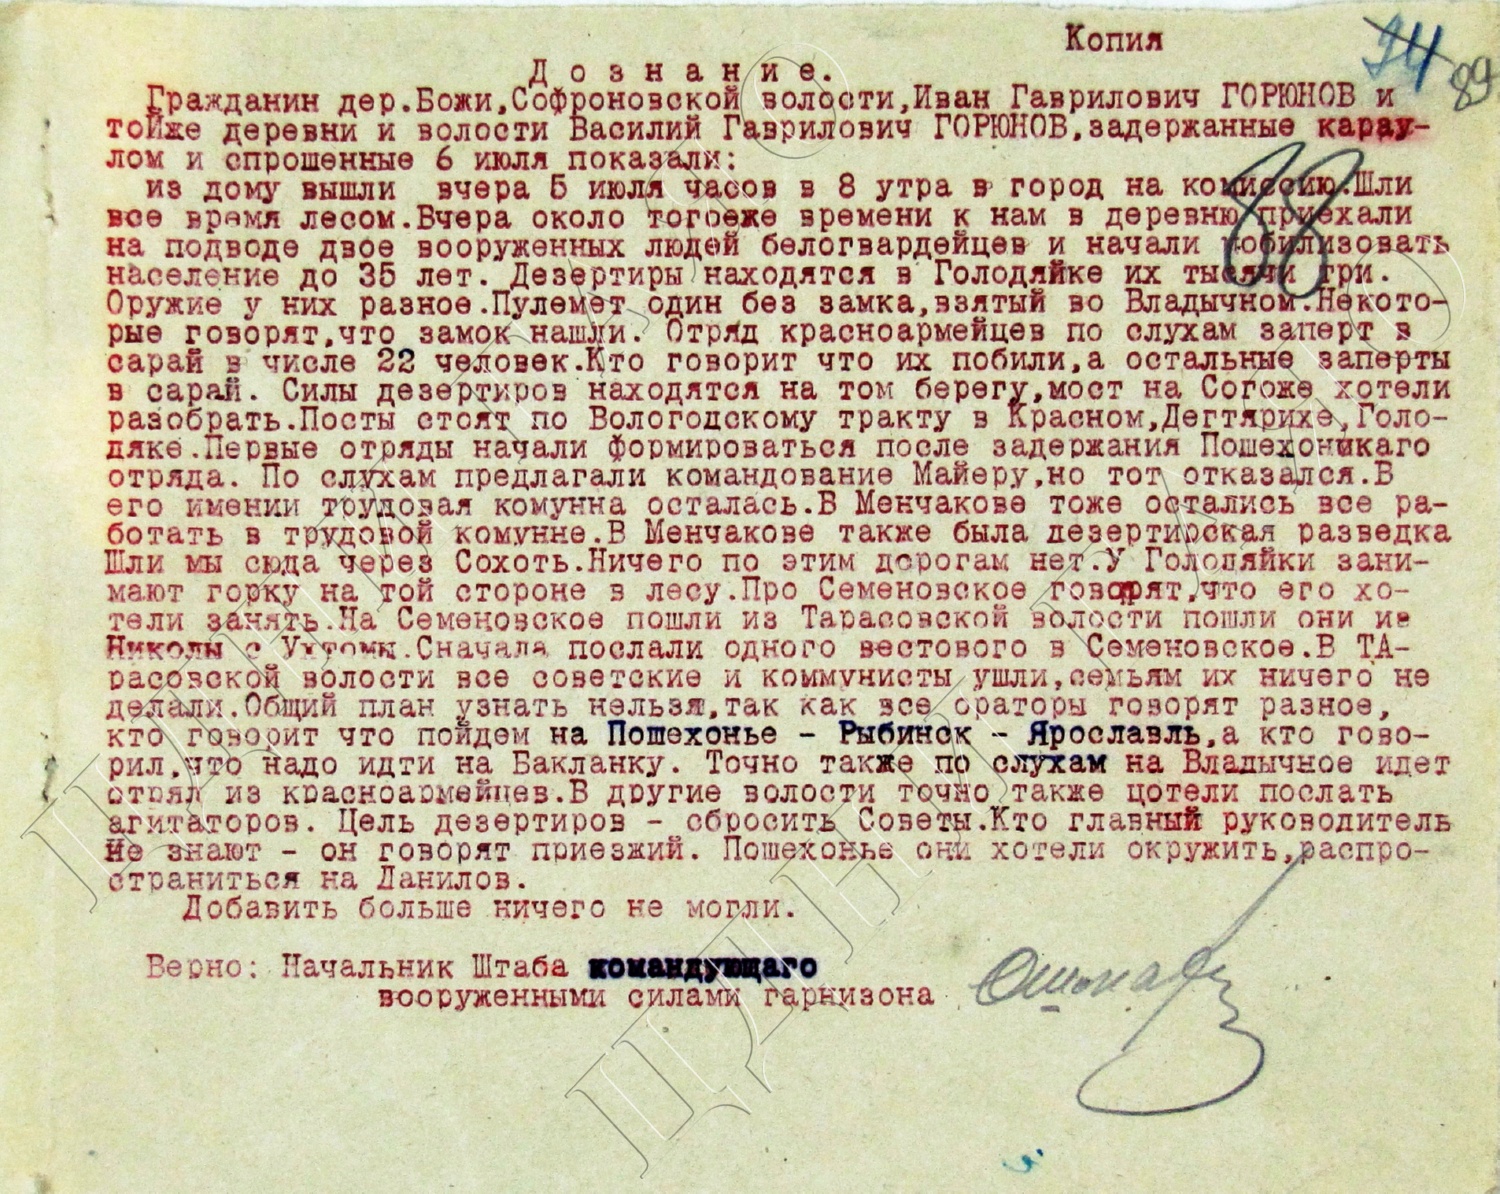 Копия
74 89
Дознание.
88
Гражданин дер.Божи,Софроновской волости,Иван Гаврилович ГОРЮНОВ и
тойже деревни и волости Василий Гаврилович ГОРЮНОВ,задержанные карау-
лом и спрошенные 6 июля показали:
из дому вышли вчера 5 июля часов в 8 утра в город на комиссию.Шли
все время лесом.Вчера около тогоеже времени к нам в деревню приехали
на подводе двое вооруженных людей белогвардейцев и начали мобилизовать
население до 35 лет. Дезертиры находятся в Голодяйке их тысячи три.
Оружие у них разное.Пулемет один без замка,взятый во Владычном.Некото-
рые говорят,что замок нашли. Отряд красноармейцев по слухам заперт в
сарай в числе 22 человек.Кто говорит что их побили,а остальные заперты
в сарай. Силы дезертиров находятся на том берегу,мост на Согоже хотели
разобрать.Посты стоят по Вологодскому тракту в Красном,Дегтярихе,Голо-
дяке.Первые отряды начали формироваться после задержания Пошехоникаго
отряда. По слухам предлагали командование Майеру,но тот отказался.В
его имении трудовая комунна осталась.В Менчакове тоже остались все ра-
ботать в трудовой комунне.В Менчакове также была дезертирская разведка
Шли мы сюда через Сохоть.Ничего по этим дорогам нет.У Голодяйки зани-
мают горку на той стороне в лесу.Про Семеновское говорят,что его хо-
тели занять.На Семеновское пошли из Тарасовской волости пошли они из
Николы с Ухтомы.Сначала послали одного вестового в Семеновское.В ТА-
расовской волости все советские и коммунисты ушли,семьям их ничего не
делали.Общий план узнать нельзя,так как все ораторы говорят разное,
кто говорит что пойдем на Пошехонье - Рыбинск - Ярославль,а кто гово-
рил,что надо идти на Бакланку. Точно также по слухам на Владычное идет
отряд из красноармейцев.В другие волости точно также цотели послать
агитаторов. Цель дезертиров - сбросить Советы.Кто главный руководитель
не знают - он говорят приезжий. Пошехонье они хотели окружить,распро-
страниться на Данилов.
Добавить больше ничего не могли.
Верно: Начальник Штаба командующаго
вооруженными силами гарнизона